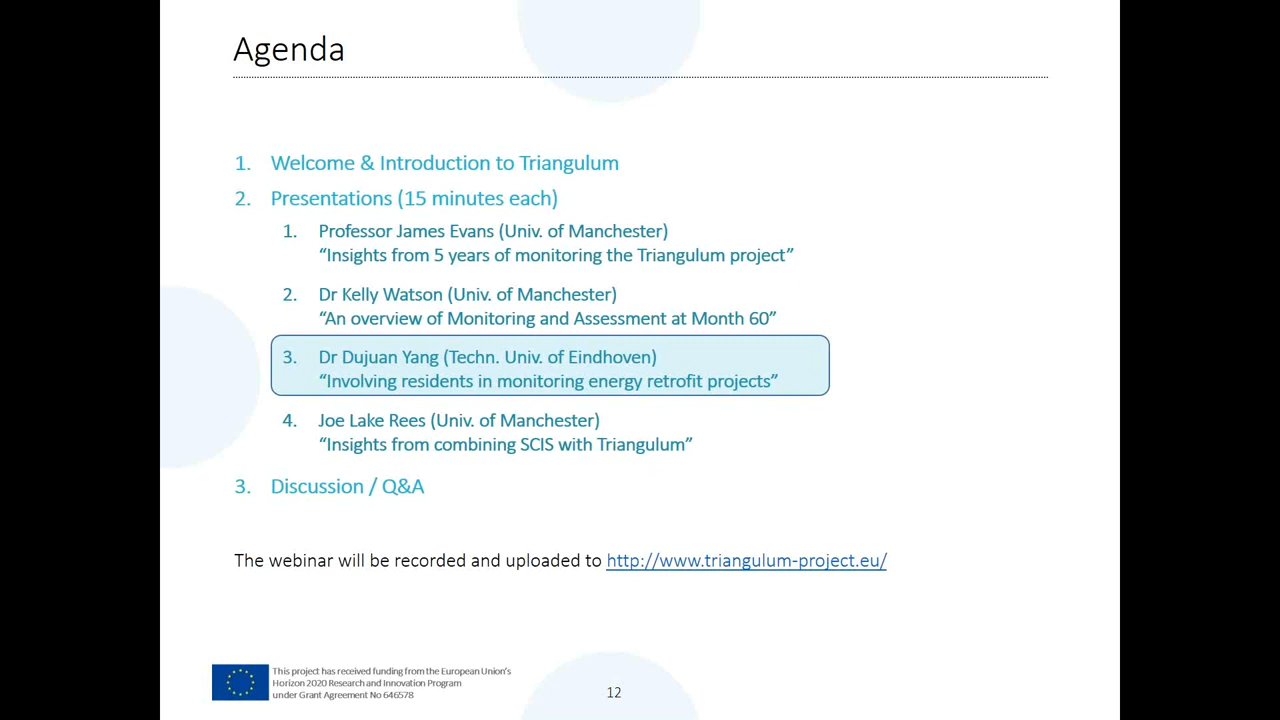 Agenda
1. Welcome & Introduction to Triangulum
2. Presentations (15 minutes each)
1. Professor James Evans (Univ. of Manchester)
“Insights from 5 years of monitoring the Triangulum project”
2. Dr Kelly Watson (Univ. of Manchester)
“An overview of Monitoring and Assessment at Month 60”
3. Dr Dujuan Yang (Techn. Univ. of Eindhoven)
“Involving residents in monitoring energy retrofit projects”
4. Joe Lake Rees (Univ. of Manchester)
“Insights from combining SCIS with Triangulum”
3. Discussion / Q&A
The webinar will be recorded and uploaded to http://www.triangulum-project.eu/
This project has received funding from the European Union's
Horizon 2020 Research and Innovation Program
under Grant Agreement No 646578
12